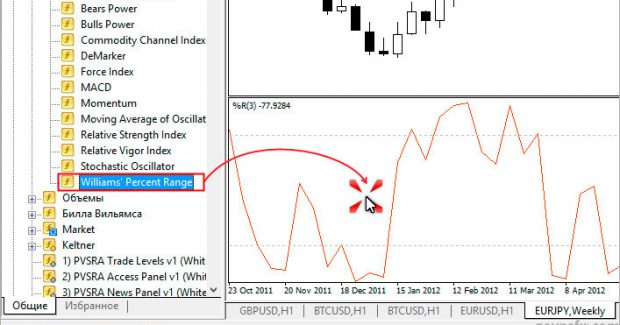 Bears Power
Bulls Power
Commodity Channel Index
DeMarker
Force Index
MACD
Momentum
Moving Average of Oscillat
Relative Strength Index
Relative Vigor Index
Stochastic Oscillator
Williams' Percent Range
Объемы
Билла Вильямса
Market
Keltner
1) PVSRA Trade Levels v1 (White
2) PVSRA Access Panel v1 (Whit
3) PVSRA News Panel v1 (White
Общие
Избранное
%R(3) -77.9284
23 Oct 2011
20 Nov 2011
18 Dec 2011
15 Jan 2012
12 Feb 2012
11 Mar 2012
8 Apr 2012
GBPUSD,H1
BTCUSD,H1
BTCUSD,H1
EURUSD,H1
EURJPY,Weekly